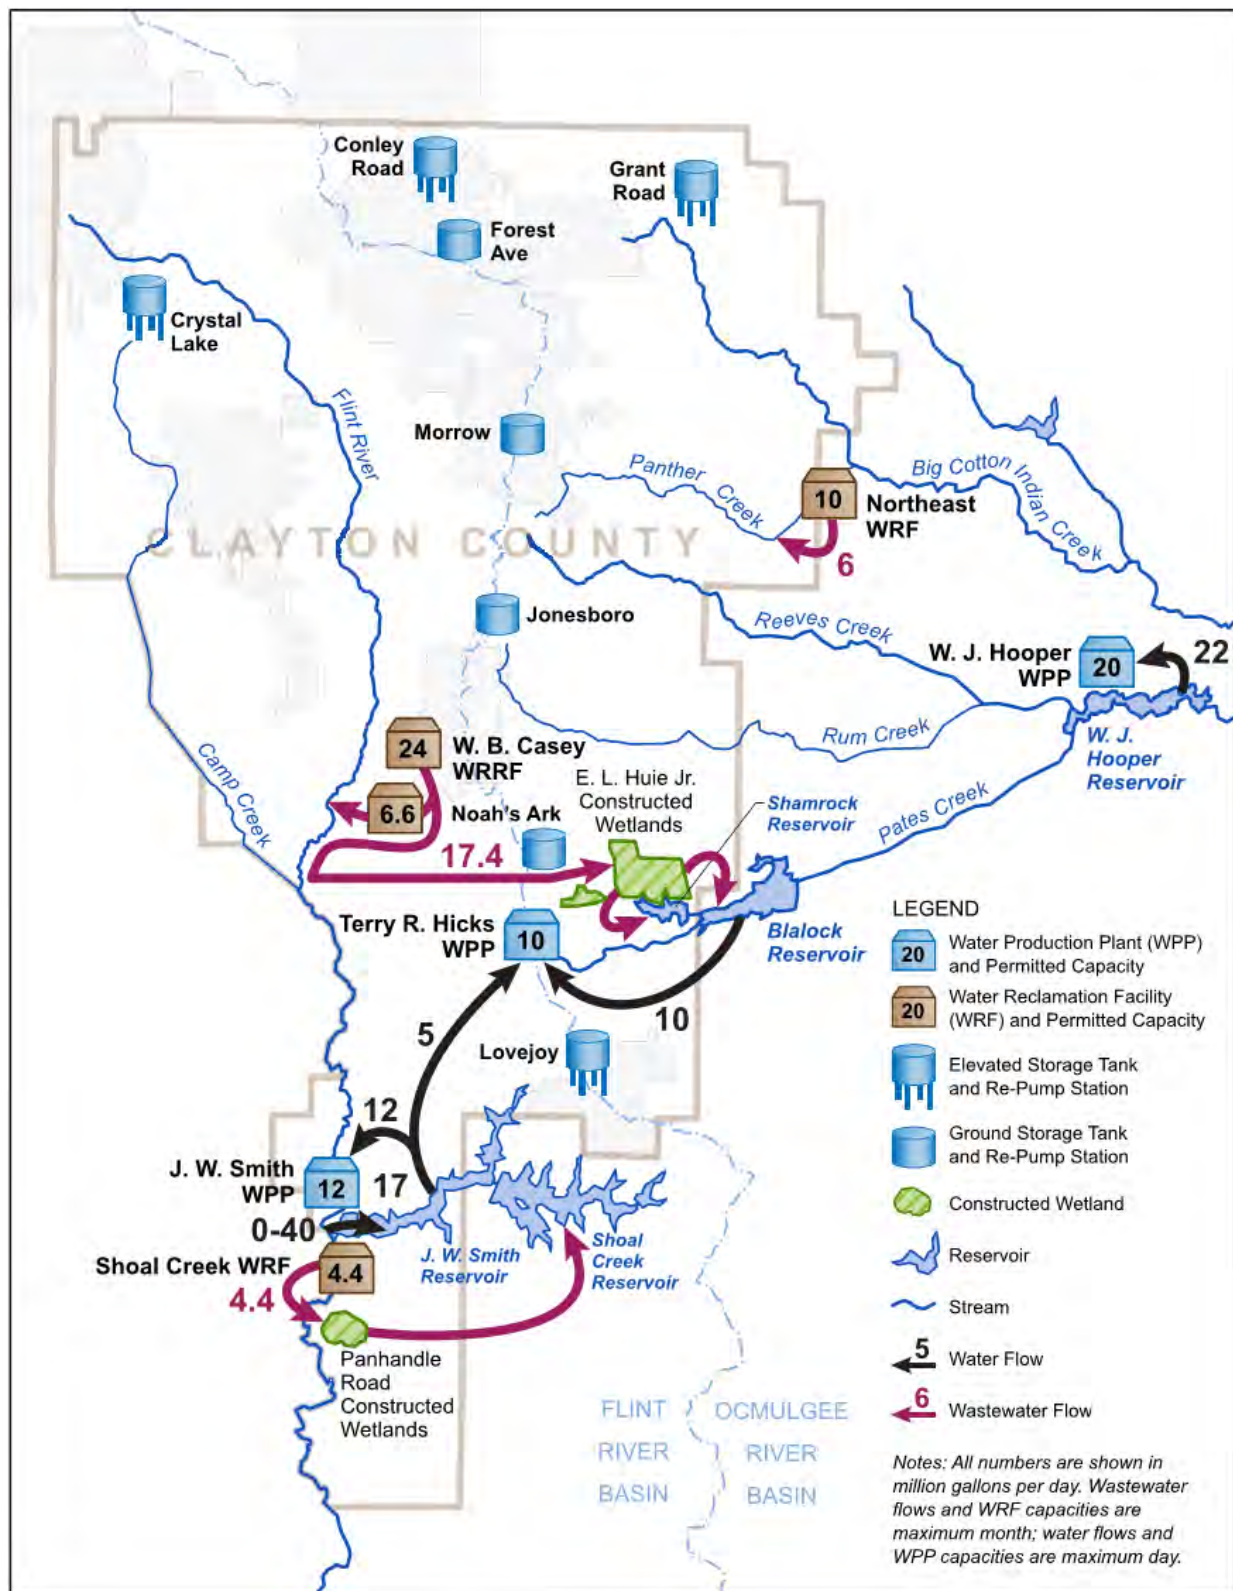 Conley
Road
Grant
Road
Forest
Ave
Crystal
Lake
Flint River
Morrow
Panther Creek
Big Cotton Indian Creek
10
Northeast
WRF
6
CLAYTON COUNTY
Jonesboro
Reeves Creek
W. J. Hooper
WPP
20
22
Rum Creek
W. J.
Hooper
Reservoir
Camp Creek
24
W. B. Casey
WRRF
6.6
Noah's Ark
E. L. Huie Jr.
Constructed
Wetlands
Shamrock
Reservoir
Pates Creek
17.4
Terry R. Hicks
WPP
10
Blalock
Reservoir
5
10
Lovejoy
12
J. W. Smith
WPP
12
17
0-40
J. W. Smith
Reservoir
Shoal
Creek
Reservoir
Shoal Creek WRF
4.4
4.4
Panhandle
Road
Constructed
Wetlands
FLINT
RIVER
BASIN
OCMULGEE
RIVER
BASIN
LEGEND
20
Water Production Plant (WPP)
and Permitted Capacity
20
Water Reclamation Facility
(WRF) and Permitted Capacity
Elevated Storage Tank
and Re-Pump Station
Ground Storage Tank
and Re-Pump Station
Constructed Wetland
Reservoir
Stream
5
Water Flow
6
Wastewater Flow
Notes: All numbers are shown in
million gallons per day. Wastewater
flows and WRF capacities are
maximum month; water flows and
WPP capacities are maximum day.